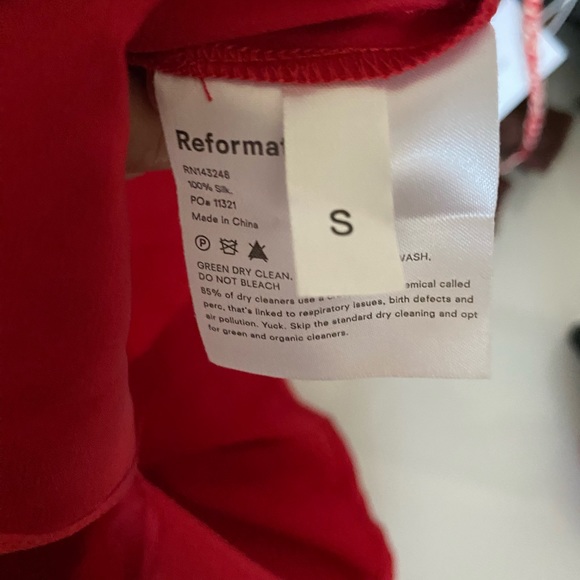 Reforma
S
RN143248
100% Silk.
PO# 11321
Made in China
P
GREEN DRY CLEAN. WASH.
DO NOT BLEACH
85% of dry cleaners use a emical called
perc, that's linked to respiratory issues, birth defects and
air pollution. Yuck. Skip the standard dry cleaning and opt
for green and organic cleaners.